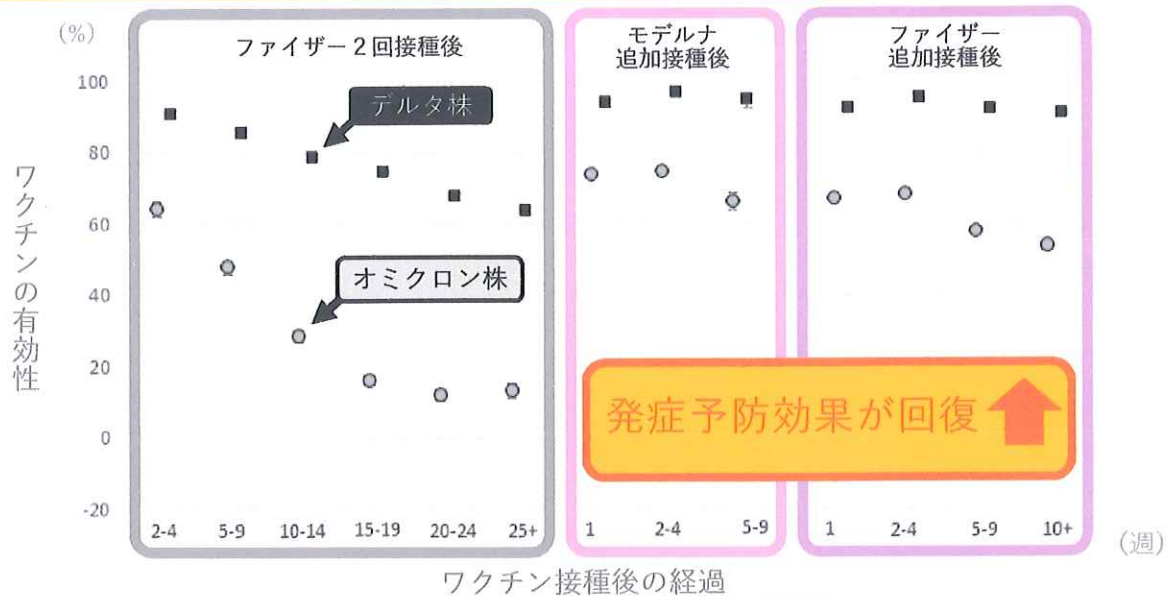 (%)
ファイザー2回接種後
モデルナ
追加接種後
ファイザー
追加接種後
100
80
60
40
20
0
-20
ワクチンの有効性
デルタ株
オミクロン株
発症予防効果が回復
2-4 5-9 10-14 15-19 20-24 25+
1 2-4 5-9
1 2-4 5-9 10+
(週)
ワクチン接種後の経過